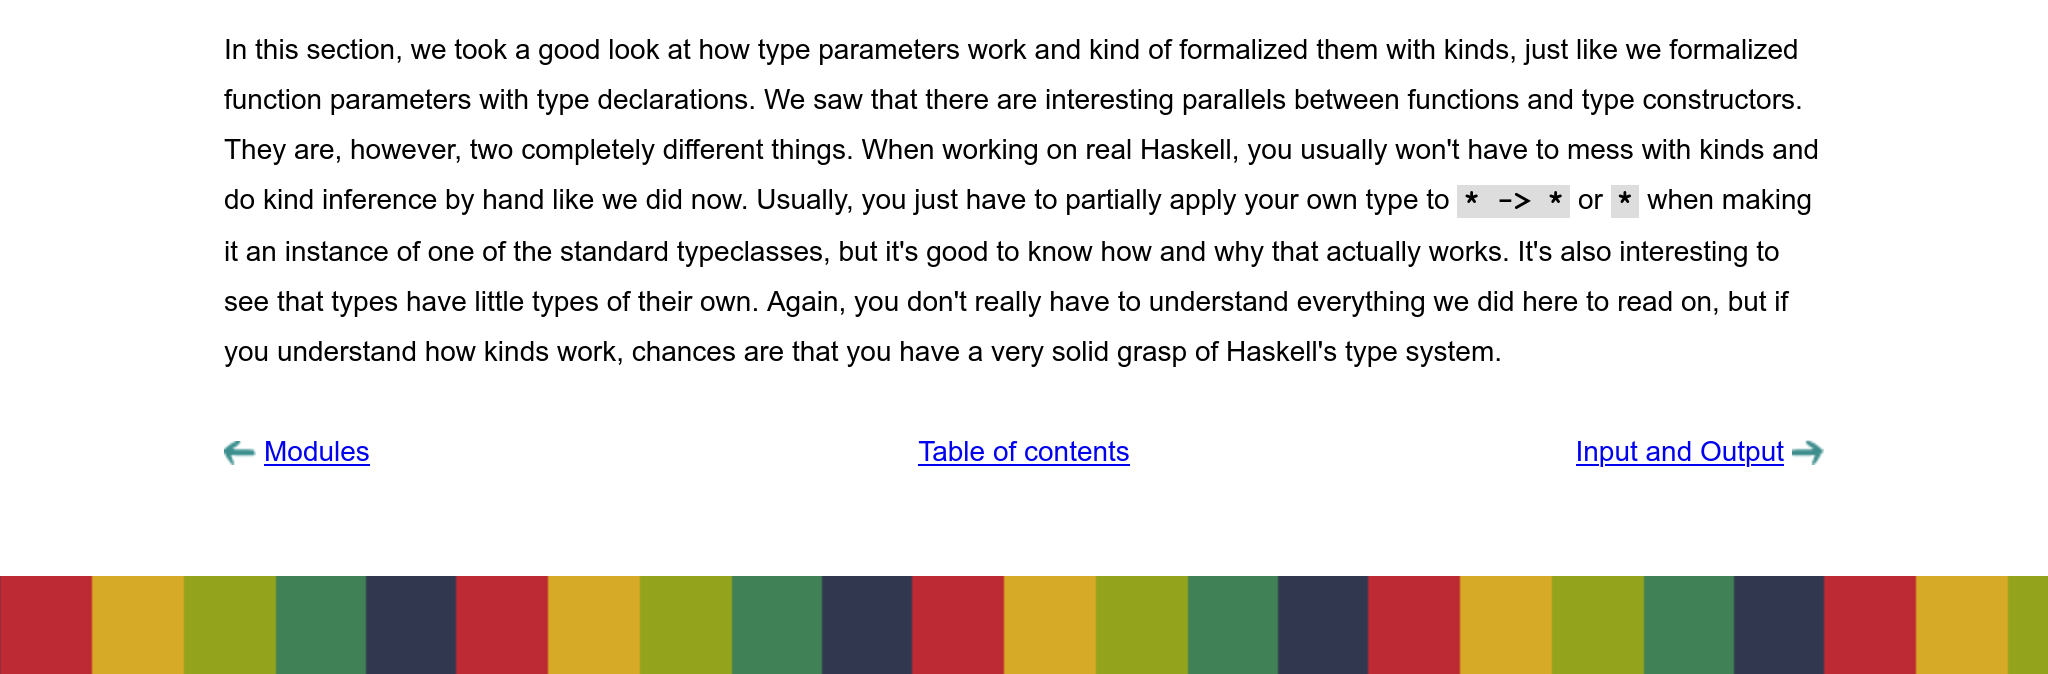 In this section, we took a good look at how type parameters work and kind of formalized them with kinds, just like we formalized
function parameters with type declarations. We saw that there are interesting parallels between functions and type constructors.
They are, however, two completely different things. When working on real Haskell, you usually won't have to mess with kinds and
do kind inference by hand like we did now. Usually, you just have to partially apply your own type to * -> * or * when making
it an instance of one of the standard typeclasses, but it's good to know how and why that actually works. It's also interesting to
see that types have little types of their own. Again, you don't really have to understand everything we did here to read on, but if
you understand how kinds work, chances are that you have a very solid grasp of Haskell's type system.
Modules
Table of contents
Input and Output